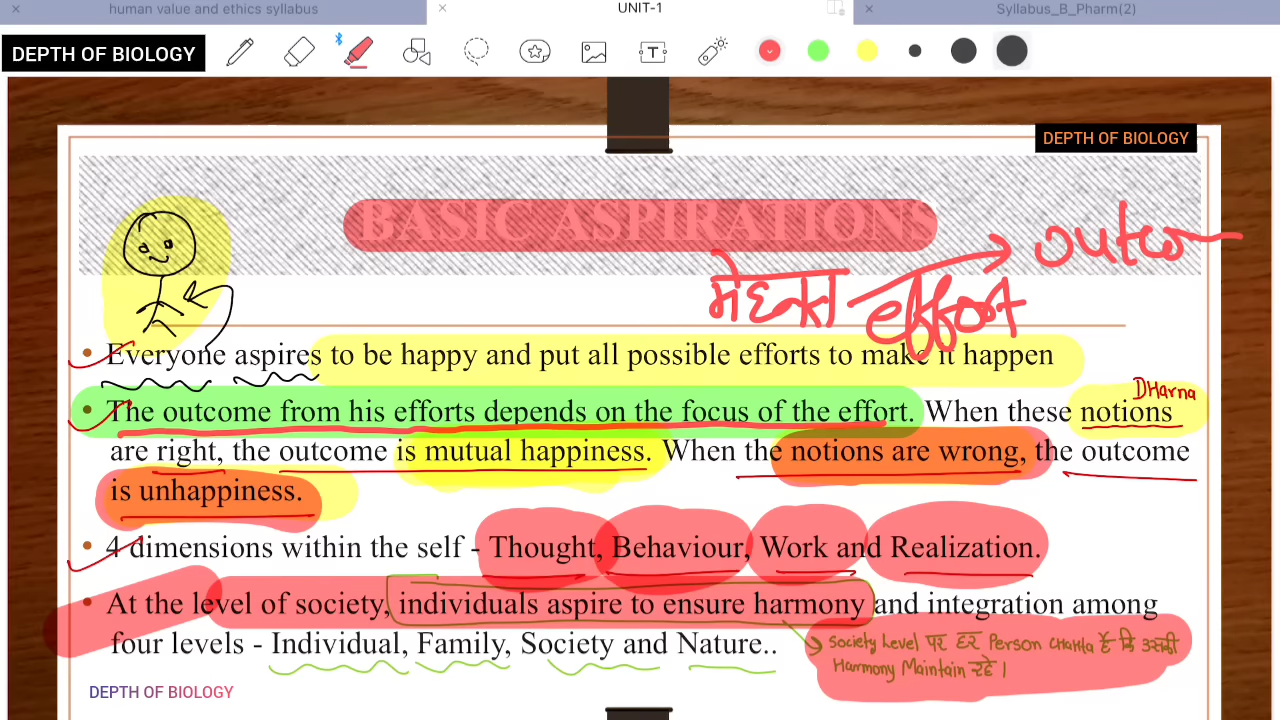 human value and ethics syllabus
UNIT-1
Syllabus_B_Pharm(2)
DEPTH OF BIOLOGY
DEPTH OF BIOLOGY
BASIC ASPIRATIONS
outco
effort
• Everyone aspires to be happy and put all possible efforts to make it happen
DHarna
• The outcome from his efforts depends on the focus of the effort. When these notions
are right, the outcome is mutual happiness. When the notions are wrong, the outcome
is unhappiness.
• 4 dimensions within the self - Thought, Behaviour, Work and Realization.
• At the level of society, individuals aspire to ensure harmony and integration among
four levels - Individual, Family, Society and Nature..
Society Level पर हर Person chahta है कि उसकी
Harmony Maintain रहे।
DEPTH OF BIOLOGY